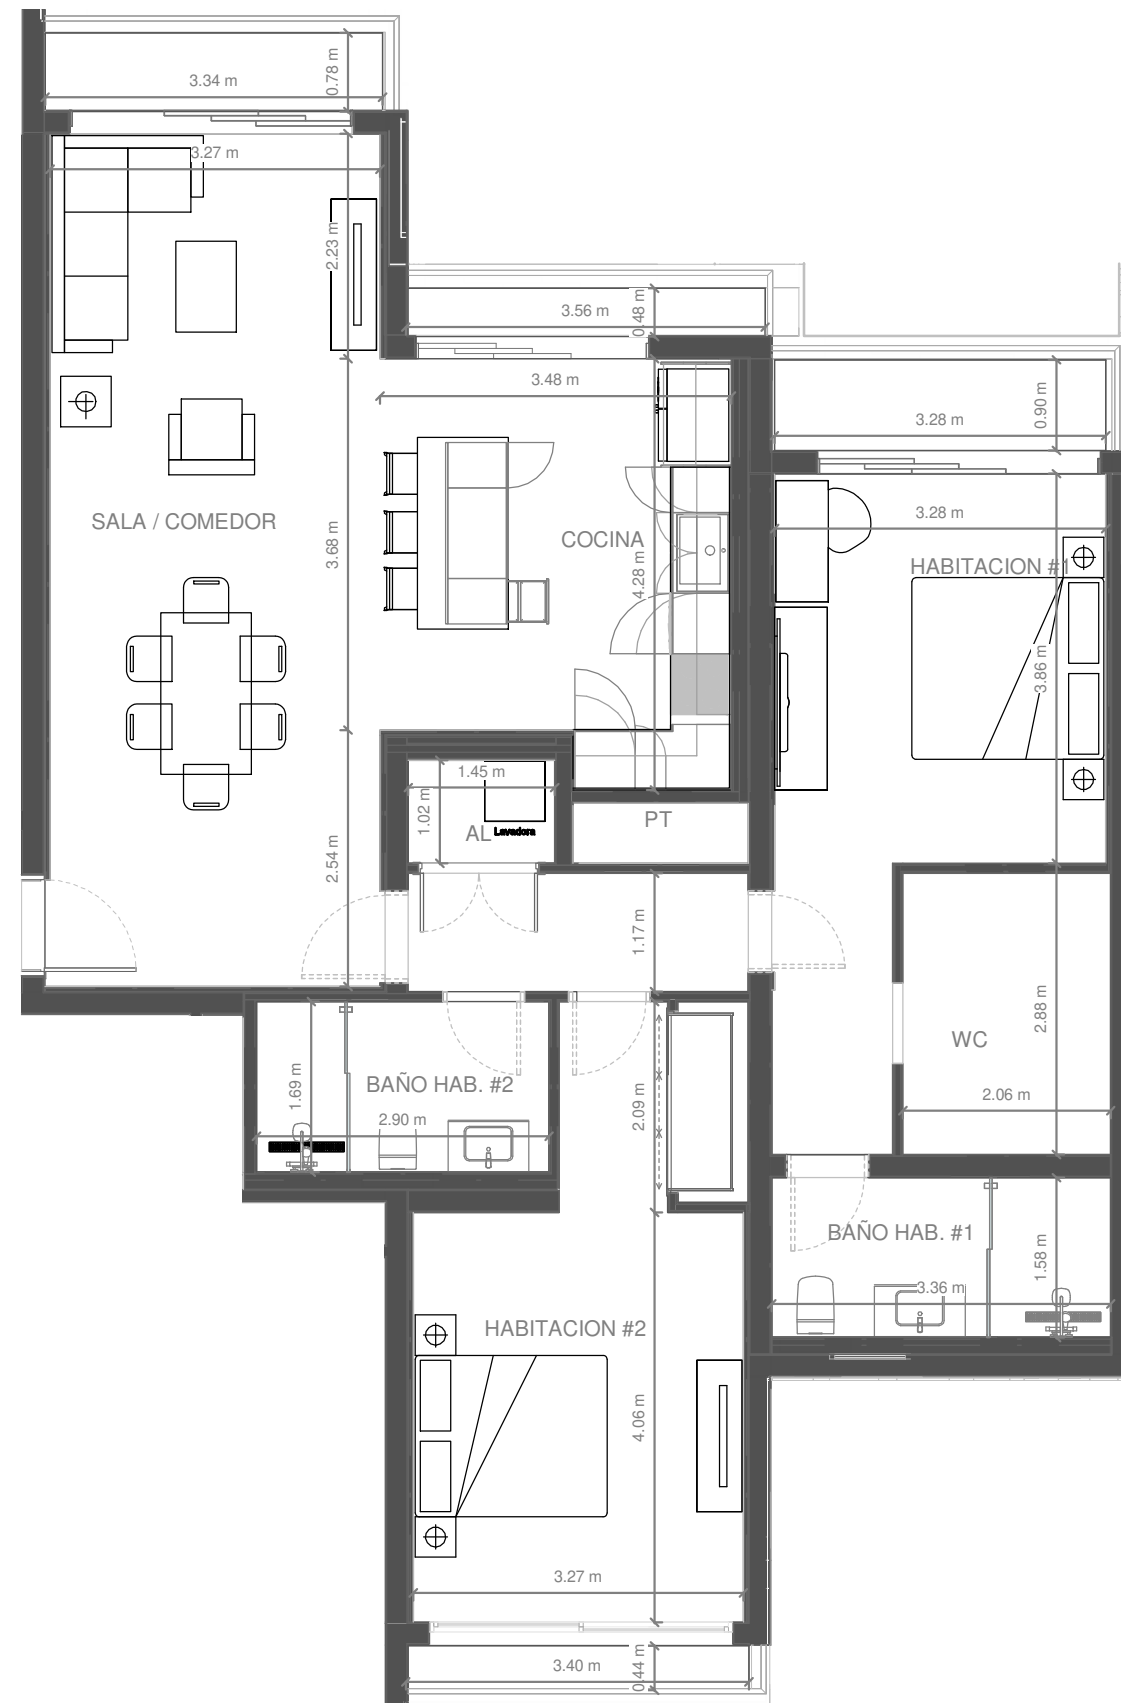 0.78 m
3.34 m
3.27 m
2.23 m
3.56 m
0.48 m
3.48 m
0.90 m
3.28 m
3.28 m
SALA / COMEDOR
COCINA
3.68 m
4.28 m
HABITACION #1
3.86 m
1.45 m
1.02 m
AL
Lavadora
PT
2.54 m
1.17 m
2.88 m
WC
2.06 m
1.69 m
BAÑO HAB. #2
2.90 m
2.09 m
BAÑO HAB. #1
1.58 m
3.36 m
HABITACION #2
4.06 m
3.27 m
3.40 m
0.44 m